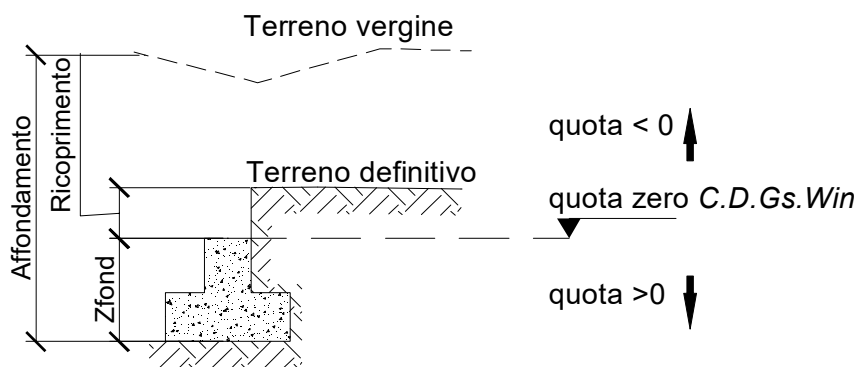 Terreno vergine
Affondamento
Ricoprimento
quota < 0
Terreno definitivo
quota zero C.D.Gs.Win
Zfond
quota >0